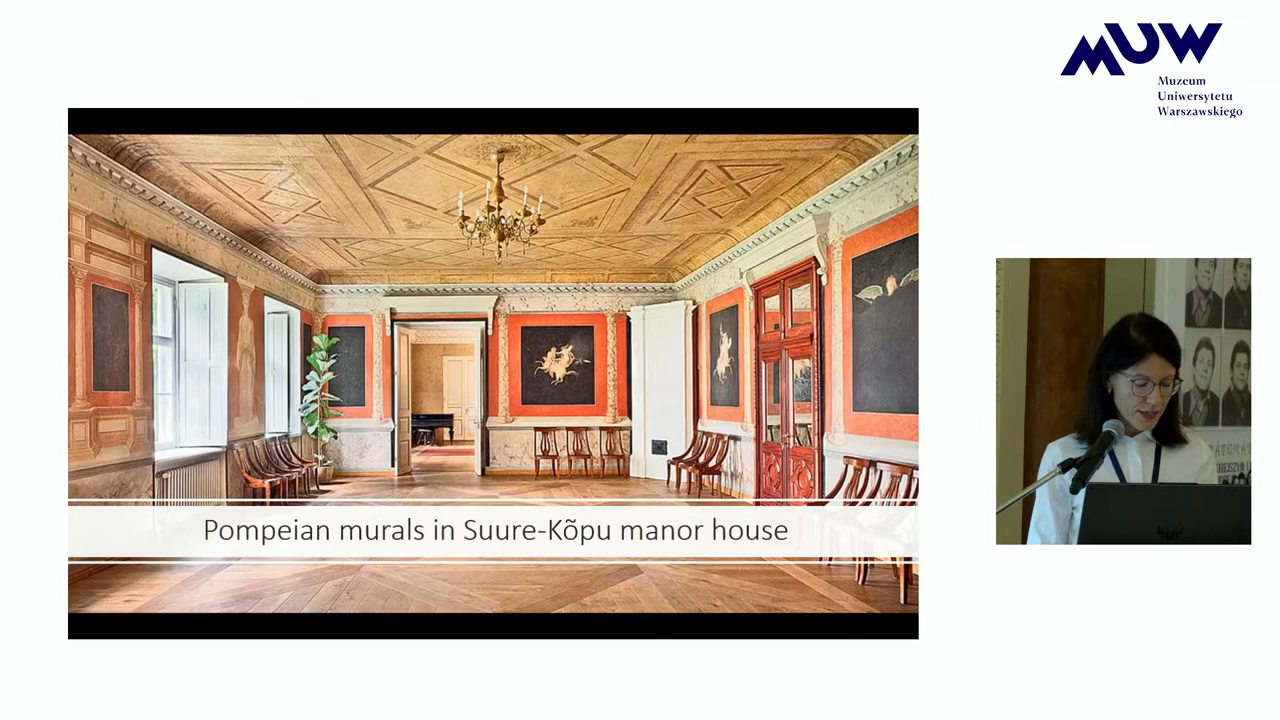 MUW
Muzeum
Uniwersytetu
Warszawskiego
Pompeian murals in Suure-Kõpu manor house